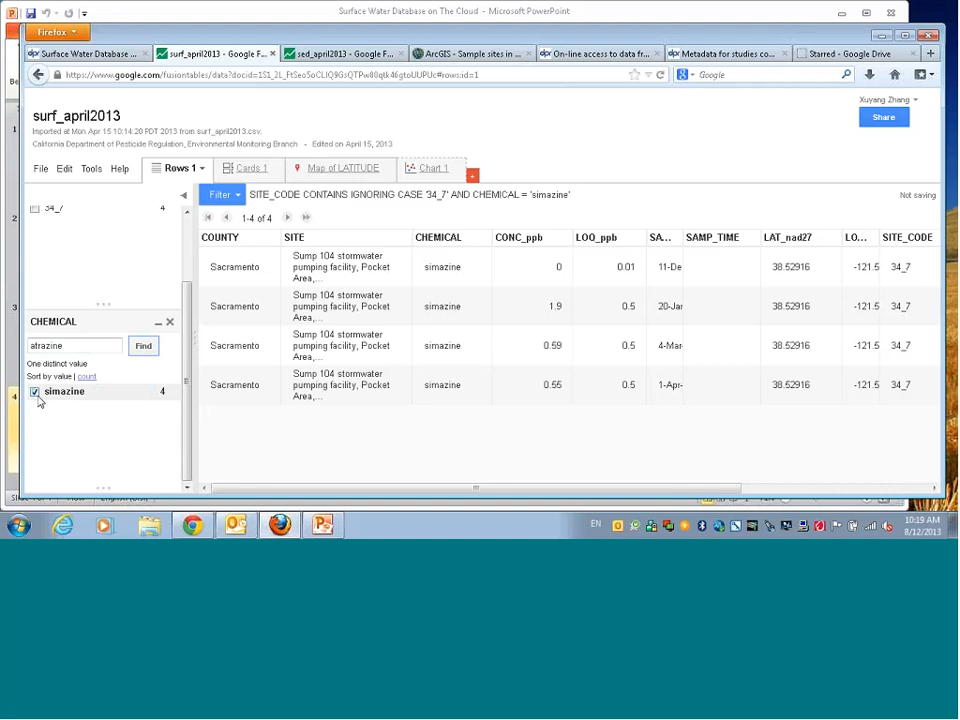 Surface Water Database on The Cloud - Microsoft PowerPoint
Firefox
Surface Water Database ...
surf_april2013 - Google F...
sed_april2013 - Google F...
ArcGIS - Sample sites in ...
On-line access to data fr...
Metadata for studies co...
Starred - Google Drive
Google
Xuyang Zhang
surf_april2013
Share
Imported at Mon Apr 15 10:14:20 PDT 2013 from surf_april2013.csv.
California Department of Pesticide Regulation, Environmental Monitoring Branch - Edited on April 15, 2013
File Edit Tools Help Rows 1 Cards 1 Map of LATITUDE Chart 1
Filter SITE_CODE CONTAINS IGNORING CASE '34_7' AND CHEMICAL = 'simazine' Not saving
34_7 4
1-4 of 4
COUNTY SITE CHEMICAL CONC_ppb LOQ_ppb SA... SAMP_TIME LAT_nad27 LO... SITE_CODE
Sump 104 stormwater
Sacramento pumping facility, Pocket simazine 0 0.01 11-De 38.52916 -121.5 34_7
Area,...
Sump 104 stormwater
Sacramento pumping facility, Pocket simazine 1.9 0.5 20-Jar 38.52916 -121.5 34_7
Area,...
Sump 104 stormwater
Sacramento pumping facility, Pocket simazine 0.59 0.5 4-Mar 38.52916 -121.5 34_7
Area,...
Sump 104 stormwater
Sacramento pumping facility, Pocket simazine 0.55 0.5 1-Apr- 38.52916 -121.5 34_7
Area,...
CHEMICAL
atrazine Find
One distinct value
Sort by value | count
simazine 4
1
2
3
4
EN
10:19 AM
8/12/2013